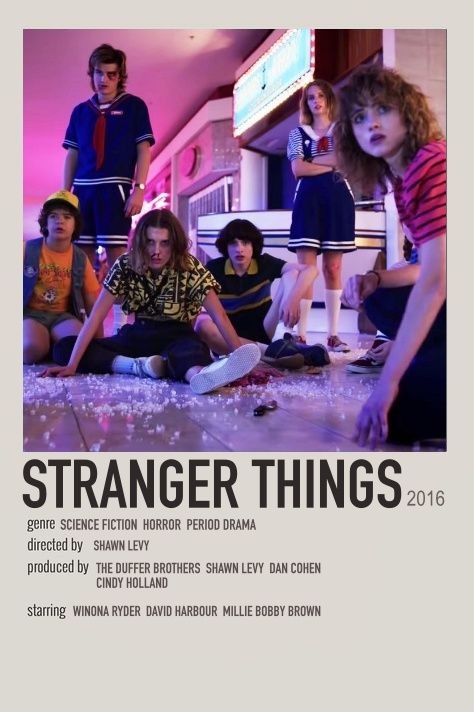 STRANGER THINGS 2016
genre SCIENCE FICTION HORROR PERIOD DRAMA
directed by SHAWN LEVY
produced by THE DUFFER BROTHERS SHAWN LEVY DAN COHEN
CINDY HOLLAND
starring WINONA RYDER DAVID HARBOUR MILLIE BOBBY BROWN